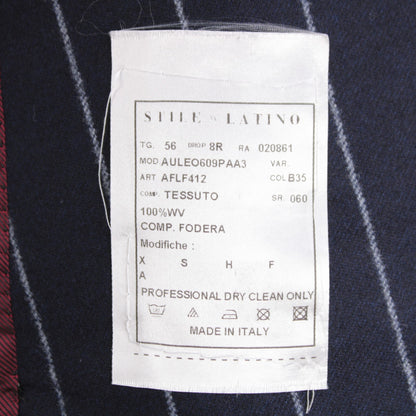 STILE LATINO
TG. 56 DROP 8R RA 020861
MOD AULEO609PAA3 VAR.
ART AFLF412 COL B35
COMP. TESSUTO SR. 060
100%WV
COMP. FODERA
Modifiche :
X S H F
A
PROFESSIONAL DRY CLEAN ONLY
MADE IN ITALY